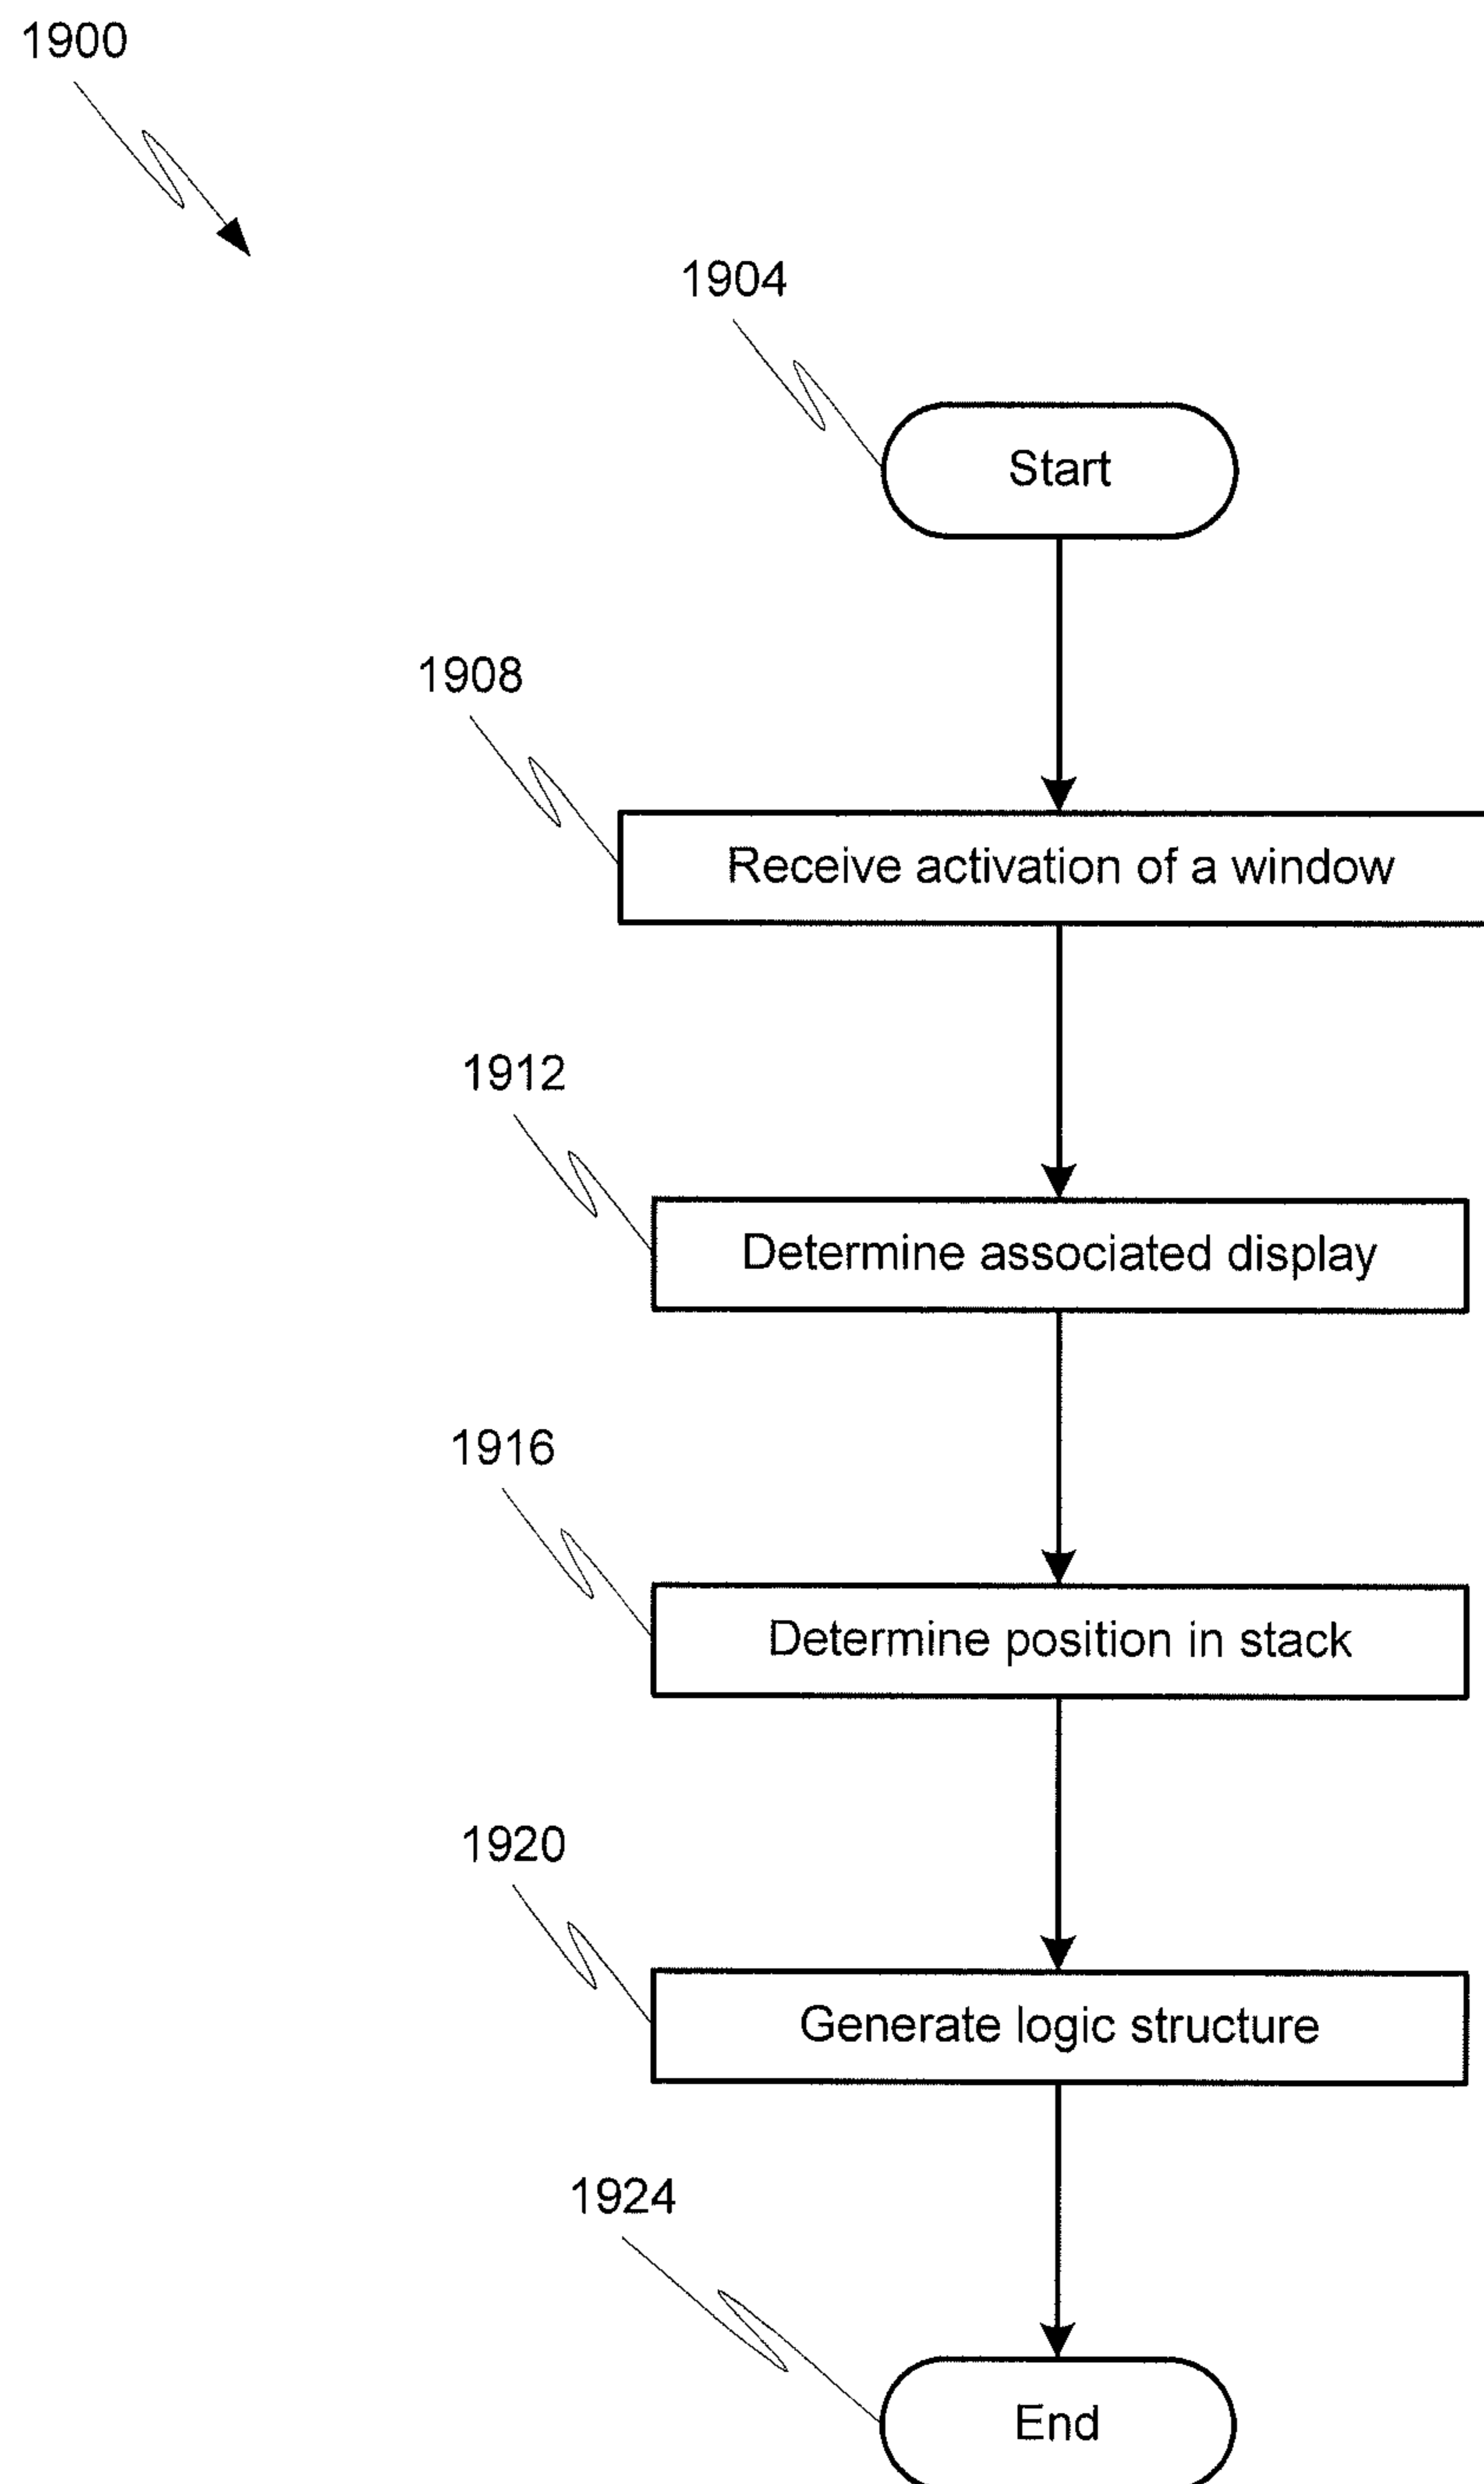 1900
1904
Start
1908
Receive activation of a window
1912
Determine associated display
1916
Determine position in stack
1920
Generate logic structure
1924
End